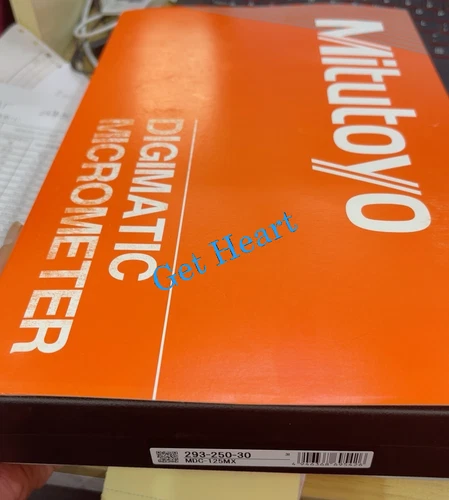 Mitutoyo
DIGIMATIC
MICROMETER
Get Heart
293-250-30
MDC-125MX